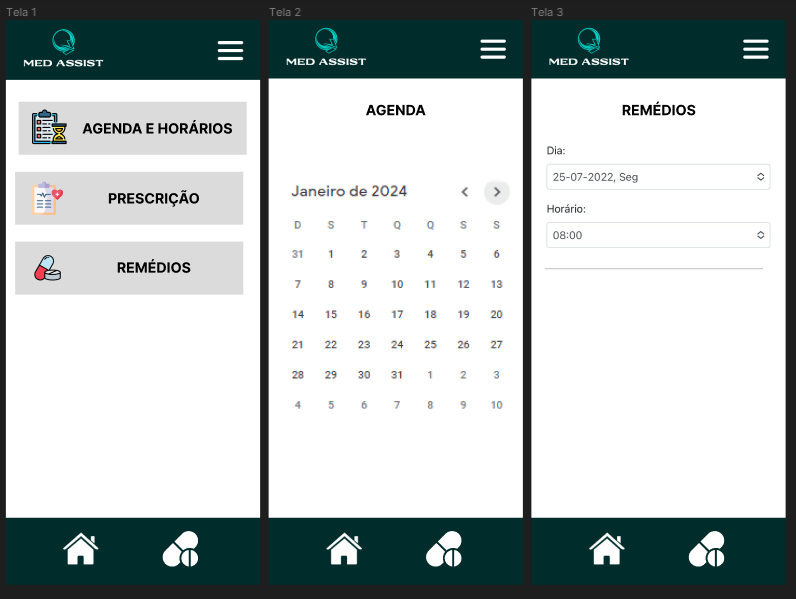 Tela 1
MED ASSIST
AGENDA E HORÁRIOS
PRESCRIÇÃO
REMÉDIOS
Tela 2
MED ASSIST
AGENDA
Janeiro de 2024
D S T Q Q S S
31 1 2 3 4 5 6
7 8 9 10 11 12 13
14 15 16 17 18 19 20
21 22 23 24 25 26 27
28 29 30 31 1 2 3
4 5 6 7 8 9 10
Tela 3
MED ASSIST
REMÉDIOS
Dia:
25-07-2022, Seg
Horário:
08:00